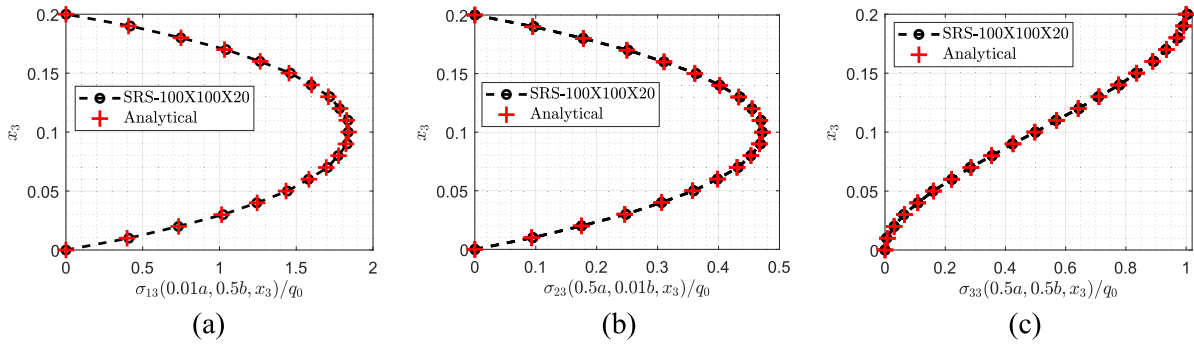 0.2
0.15
0.1
0.05
0
x₃
SRS-100X100X20
Analytical
0 0.5 1 1.5 2
σ₁₃(0.01a, 0.5b, x₃)/q₀
(a)
0.2
0.15
0.1
0.05
0
x₃
SRS-100X100X20
Analytical
0 0.1 0.2 0.3 0.4 0.5
σ₂₃(0.5a, 0.01b, x₃)/q₀
(b)
0.2
0.15
0.1
0.05
0
x₃
SRS-100X100X20
Analytical
0 0.2 0.4 0.6 0.8 1
σ₃₃(0.5a, 0.5b, x₃)/q₀
(c)